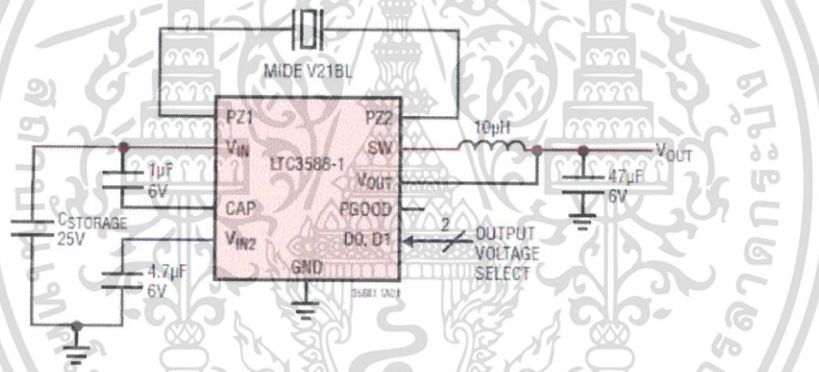 MIDE V21BL
PZ1
PZ2
VIN
SW
10µH
VOUT
LTC3588-1
1µF
6V
VOUT
47µF
6V
CAP
PGOOD
CSTORAGE
25V
VIN2
D0, D1
2
OUTPUT
VOLTAGE
SELECT
4.7µF
6V
GND